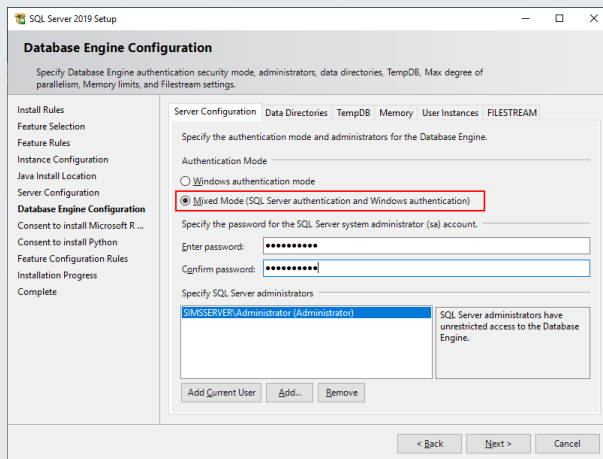 SQL Server 2019 Setup
Database Engine Configuration
Specify Database Engine authentication security mode, administrators, data directories, TempDB, Max degree of
parallelism, Memory limits, and Filestream settings.
Install Rules
Feature Selection
Feature Rules
Instance Configuration
Java Install Location
Server Configuration
Database Engine Configuration
Consent to install Microsoft R ...
Consent to install Python
Feature Configuration Rules
Installation Progress
Complete
Server Configuration Data Directories TempDB Memory User Instances FILESTREAM
Specify the authentication mode and administrators for the Database Engine.
Authentication Mode
Windows authentication mode
Mixed Mode (SQL Server authentication and Windows authentication)
Specify the password for the SQL Server system administrator (sa) account.
Enter password: ●●●●●●●●●●
Confirm password: ●●●●●●●●●●
Specify SQL Server administrators
SIMSSERVER\Administrator (Administrator)
SQL Server administrators have
unrestricted access to the Database
Engine.
Add Current User Add... Remove
< Back Next > Cancel